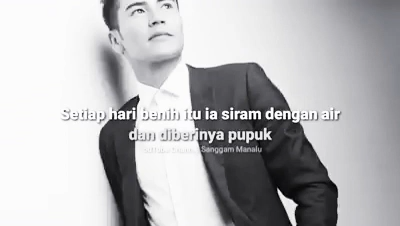 Setiap hari benih itu ia siram dengan air
dan diberinya pupuk
Sanggam Manalu